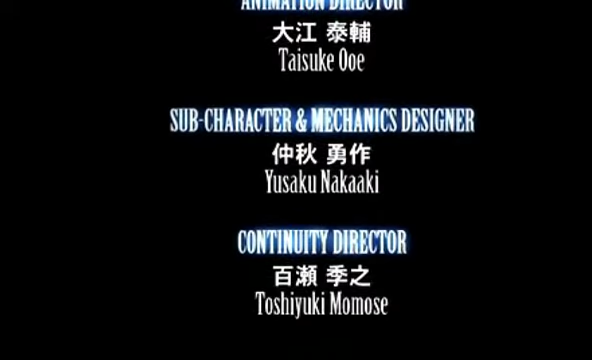 ANIMATION DIRECTOR
大江 泰輔
Taisuke Ooe
SUB-CHARACTER & MECHANICS DESIGNER
仲秋 勇作
Yusaku Nakaaki
CONTINUITY DIRECTOR
百瀬 季之
Toshiyuki Momose